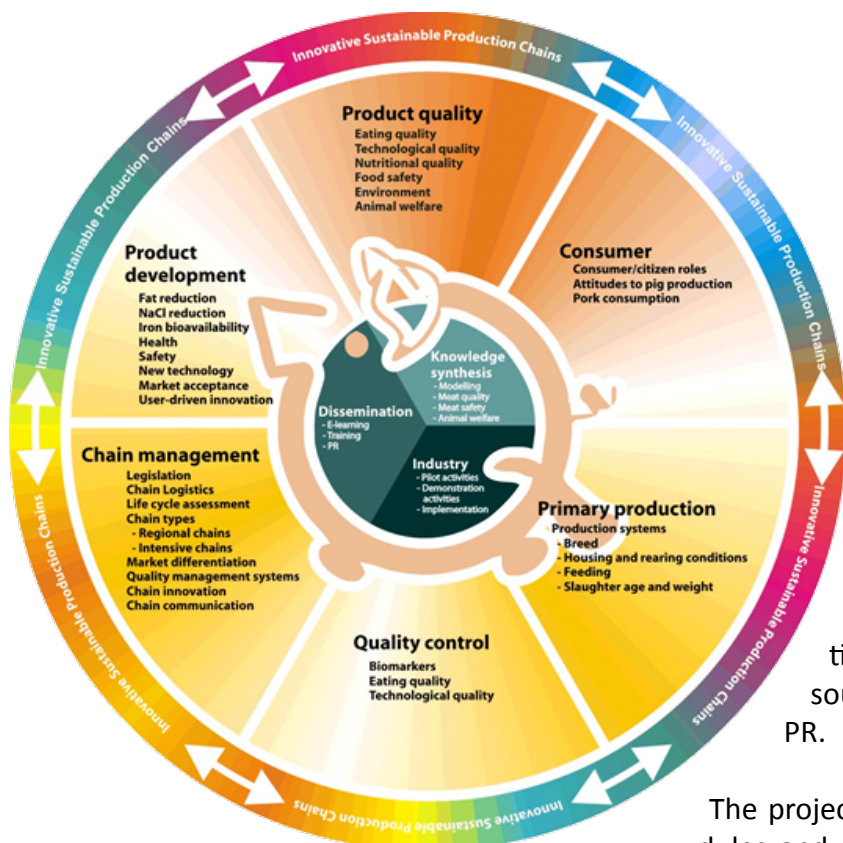 Innovative Sustainable Production Chains
Innovative Sustainable Production Chains
Innovative Sustainable Production Chains
Innovative Sustainable Production Chains
Innovative Sustainable Production Chains
Innovative Sustainable Production Chains
Product quality
Eating quality
Technological quality
Nutritional quality
Food safety
Environment
Animal welfare
Consumer
Consumer/citizen roles
Attitudes to pig production
Pork consumption
Primary production
Production systems
- Breed
- Housing and rearing conditions
- Feeding
- Slaughter age and weight
Quality control
Biomarkers
Eating quality
Technological quality
Chain management
Legislation
Chain Logistics
Life cycle assessment
Chain types
- Regional chains
- Intensive chains
Market differentiation
Quality management systems
Chain innovation
Chain communication
Product
development
Fat reduction
NaCl reduction
Iron bioavailability
Health
Safety
New technology
Market acceptance
User-driven innovation
Knowledge
synthesis
- Modelling
- Meat quality
- Meat safety
- Animal welfare
Industry
- Pilot activities
- Demonstration
activities
- Implementation
Dissemination
- E-learning
- Training
- PR
PR.
The projec